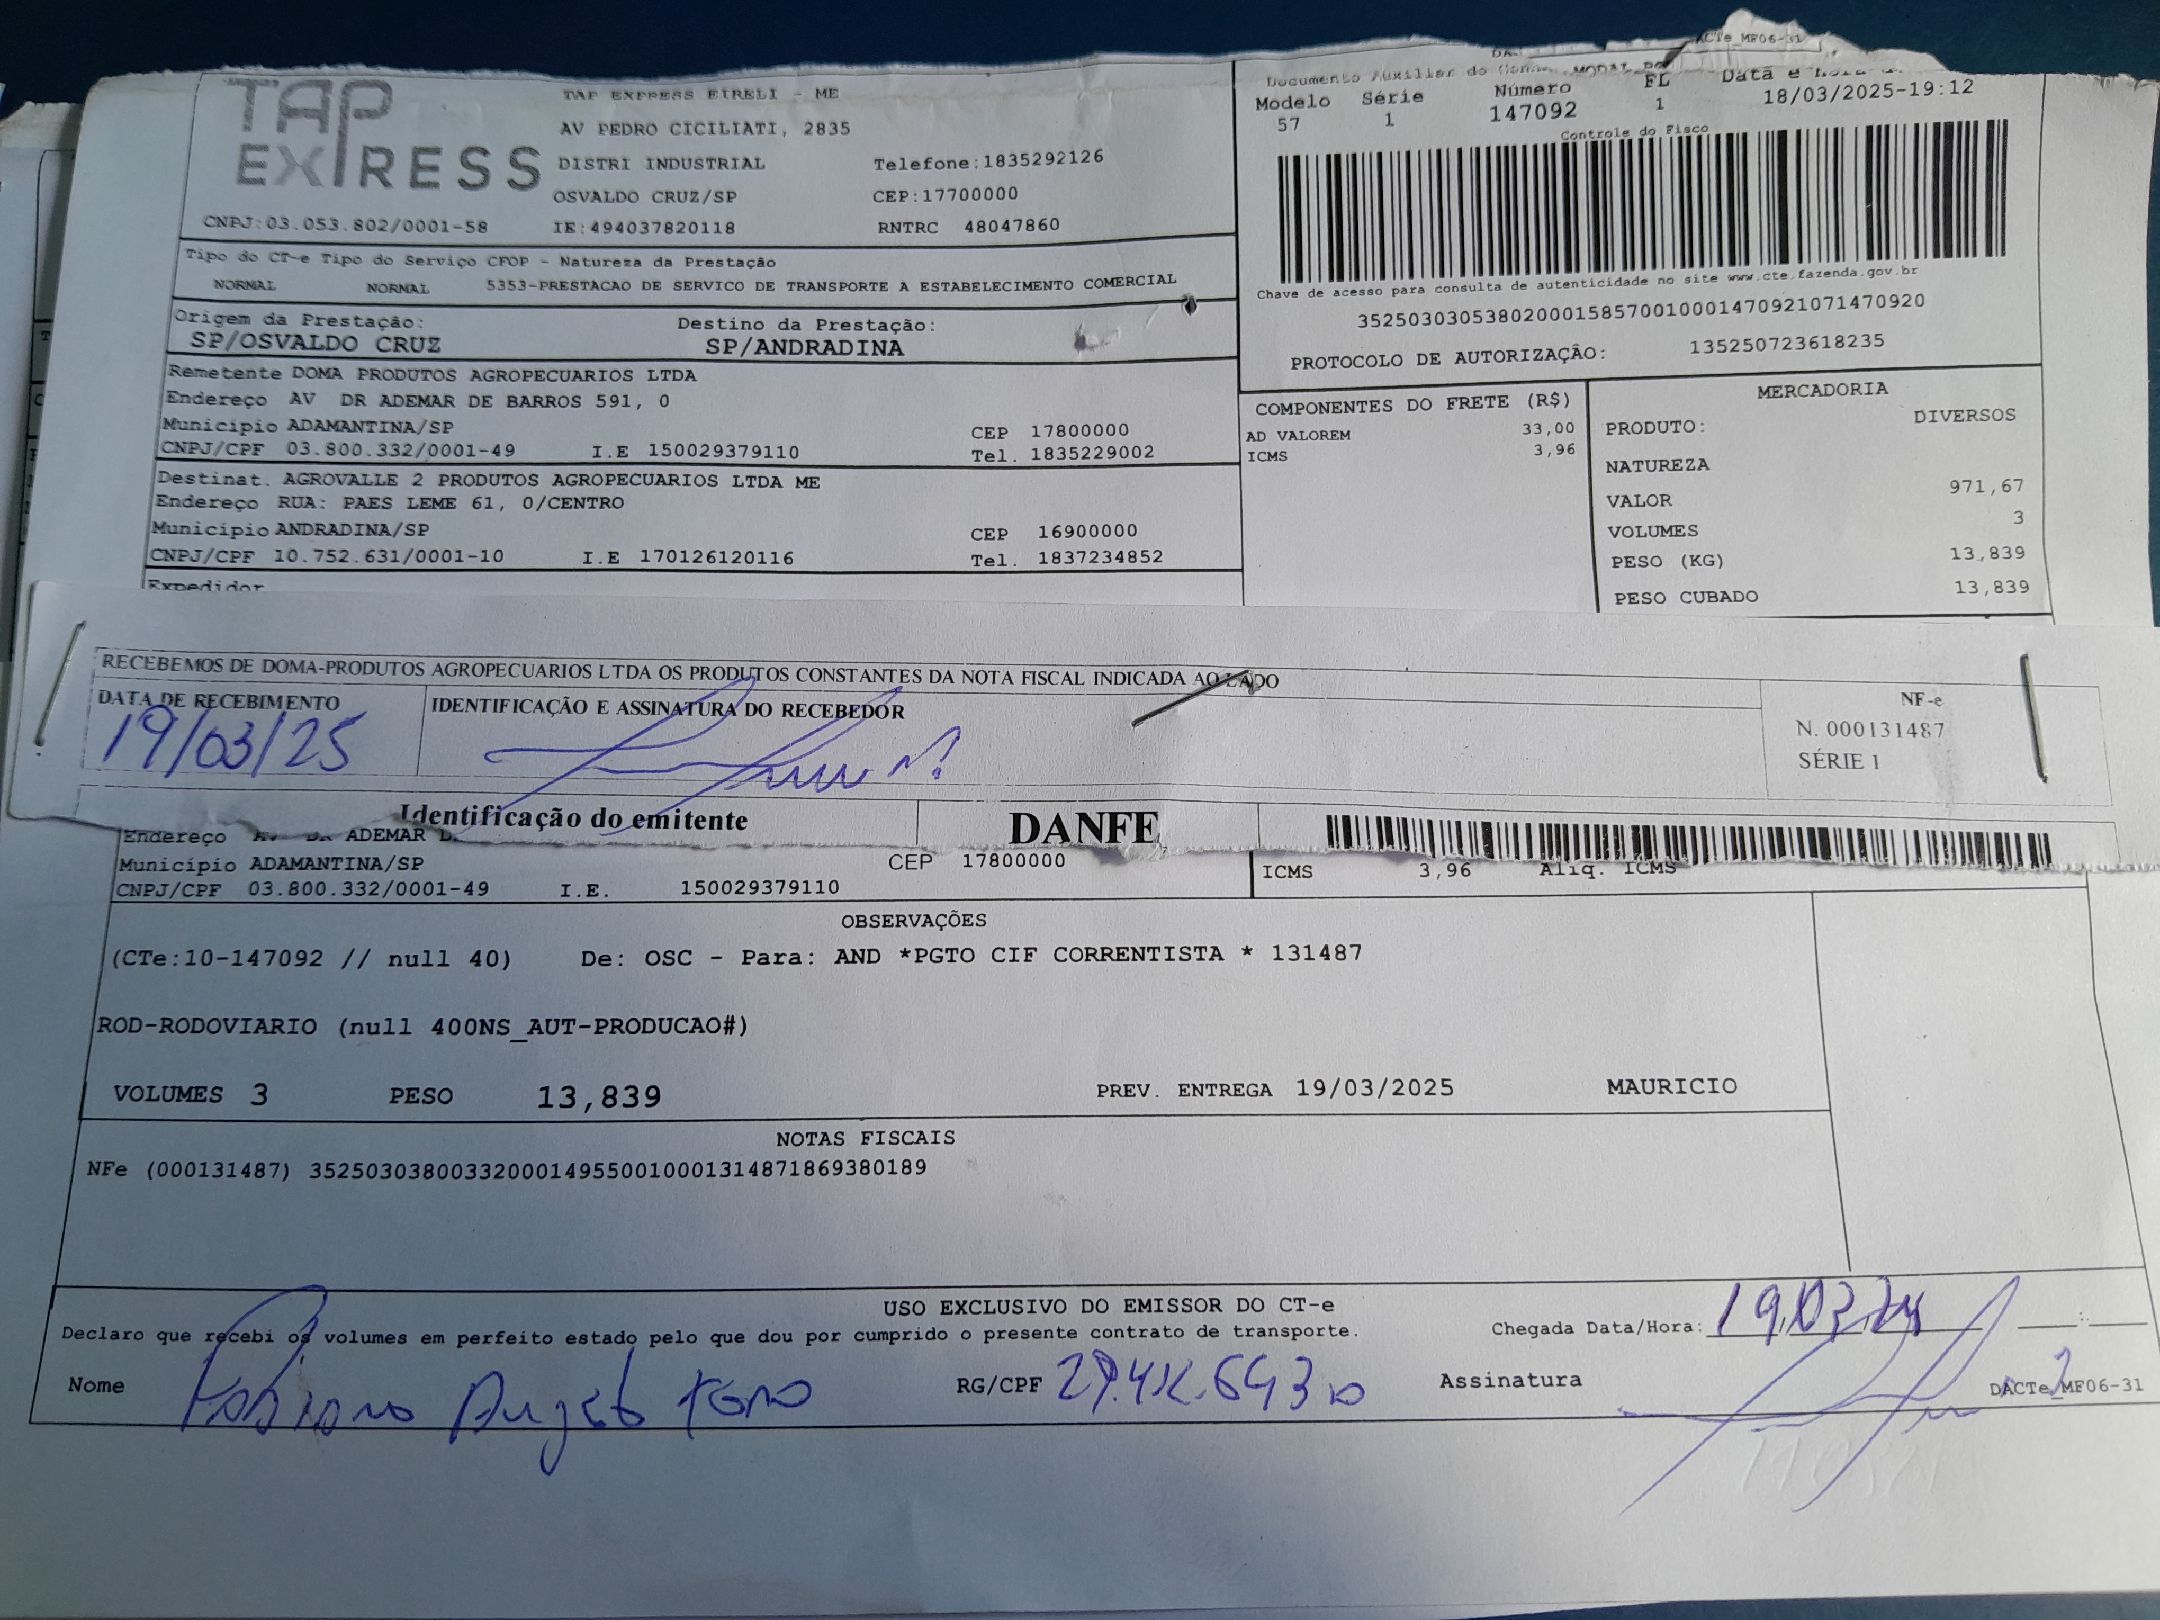 DACTe_MF06-31
TAP
EXPRESS
TAP EXPRESS EIRELI - ME
AV PEDRO CICILIATI, 2835
DISTRI INDUSTRIAL Telefone:1835292126
OSVALDO CRUZ/SP CEP:17700000
CNPJ:03.053.802/0001-58 IE:494037820118 RNTRC 48047860
Documento Auxiliar do
Modelo Série Número FL Data e
57 1 147092 1 18/03/2025-19:12
Controle do Fisco
Chave de acesso para consulta de autenticidade no site www.cte.fazenda.gov.br
35250303053802000158570010001470921071470920
PROTOCOLO DE AUTORIZAÇÃO: 135250723618235
Tipo do CT-e Tipo do Serviço CFOP - Natureza da Prestação
NORMAL NORMAL 5353-PRESTACAO DE SERVICO DE TRANSPORTE A ESTABELECIMENTO COMERCIAL
Origem da Prestação: Destino da Prestação:
SP/OSVALDO CRUZ SP/ANDRADINA
Remetente DOMA PRODUTOS AGROPECUARIOS LTDA
Endereço AV DR ADEMAR DE BARROS 591, 0
Município ADAMANTINA/SP CEP 17800000
CNPJ/CPF 03.800.332/0001-49 I.E 150029379110 Tel. 1835229002
Destinat. AGROVALLE 2 PRODUTOS AGROPECUARIOS LTDA ME
Endereço RUA: PAES LEME 61, 0/CENTRO
Município ANDRADINA/SP CEP 16900000
CNPJ/CPF 10.752.631/0001-10 I.E 170126120116 Tel. 1837234852
Expedidor
COMPONENTES DO FRETE (R$)
AD VALOREM 33,00
ICMS 3,96
MERCADORIA
PRODUTO: DIVERSOS
NATUREZA
VALOR 971,67
VOLUMES 3
PESO (KG) 13,839
PESO CUBADO 13,839
RECEBEMOS DE DOMA-PRODUTOS AGROPECUARIOS LTDA OS PRODUTOS CONSTANTES DA NOTA FISCAL INDICADA AO LADO
DATA DE RECEBIMENTO IDENTIFICAÇÃO E ASSINATURA DO RECEBEDOR
19/03/25
NF-e
N. 000131487
SÉRIE 1
Identificação do emitente DANFE
Endereço AV DR ADEMAR
Município ADAMANTINA/SP CEP 17800000
CNPJ/CPF 03.800.332/0001-49 I.E. 150029379110
ICMS 3,96 Aliq. ICMS
OBSERVAÇÕES
(CTe:10-147092 // null 40) De: OSC - Para: AND *PGTO CIF CORRENTISTA * 131487
ROD-RODOVIARIO (null 400NS_AUT-PRODUCAO#)
VOLUMES 3 PESO 13,839 PREV. ENTREGA 19/03/2025 MAURICIO
NOTAS FISCAIS
NFe (000131487) 35250303800332000149550010001314871869380189
USO EXCLUSIVO DO EMISSOR DO CT-e
Declaro que recebi os volumes em perfeito estado pelo que dou por cumprido o presente contrato de transporte. Chegada Data/Hora:
Nome Fabiano RG/CPF Assinatura
DACTe_MF06-31